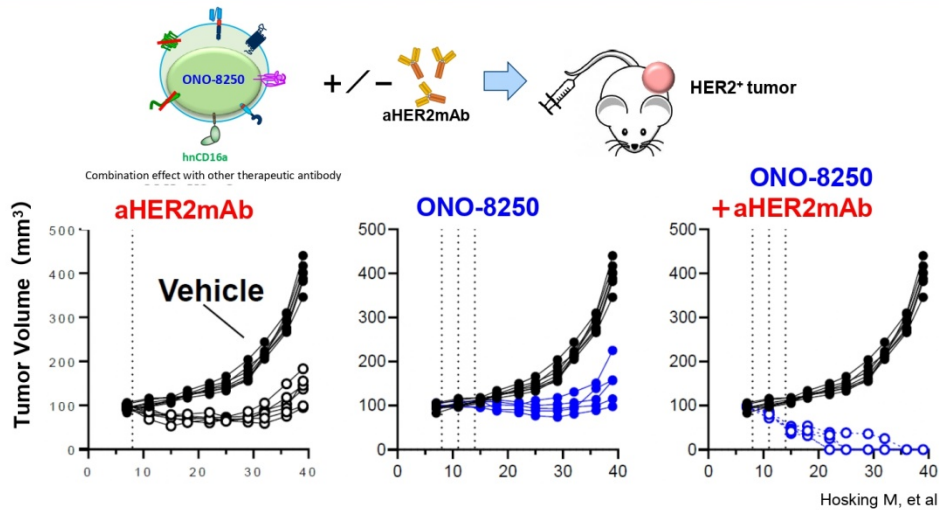 ONO-8250
+/−
aHER2mAb
HER2⁺ tumor
hnCD16a
Combination effect with other therapeutic antibody
aHER2mAb
ONO-8250
ONO-8250
+aHER2mAb
Tumor Volume (mm³)
Vehicle
500
400
300
200
100
0
0 10 20 30 40
500
400
300
200
100
0
0 10 20 30 40
500
400
300
200
100
0
0 10 20 30 40
Hosking M, et al